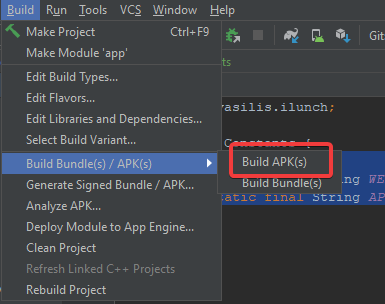 Build Run Tools VCS Window Help
Git
Make Project Ctrl+F9
Make Module 'app'
Edit Build Types...
Edit Flavors...
Edit Libraries and Dependencies...
Select Build Variant...
Build Bundle(s) / APK(s)
Build APK(s)
Build Bundle(s)
Generate Signed Bundle / APK...
Analyze APK...
Deploy Module to App Engine...
Clean Project
Refresh Linked C++ Projects
Rebuild Project
vasilis.ilunch;
Constants {
ing WE
tatic final String AP